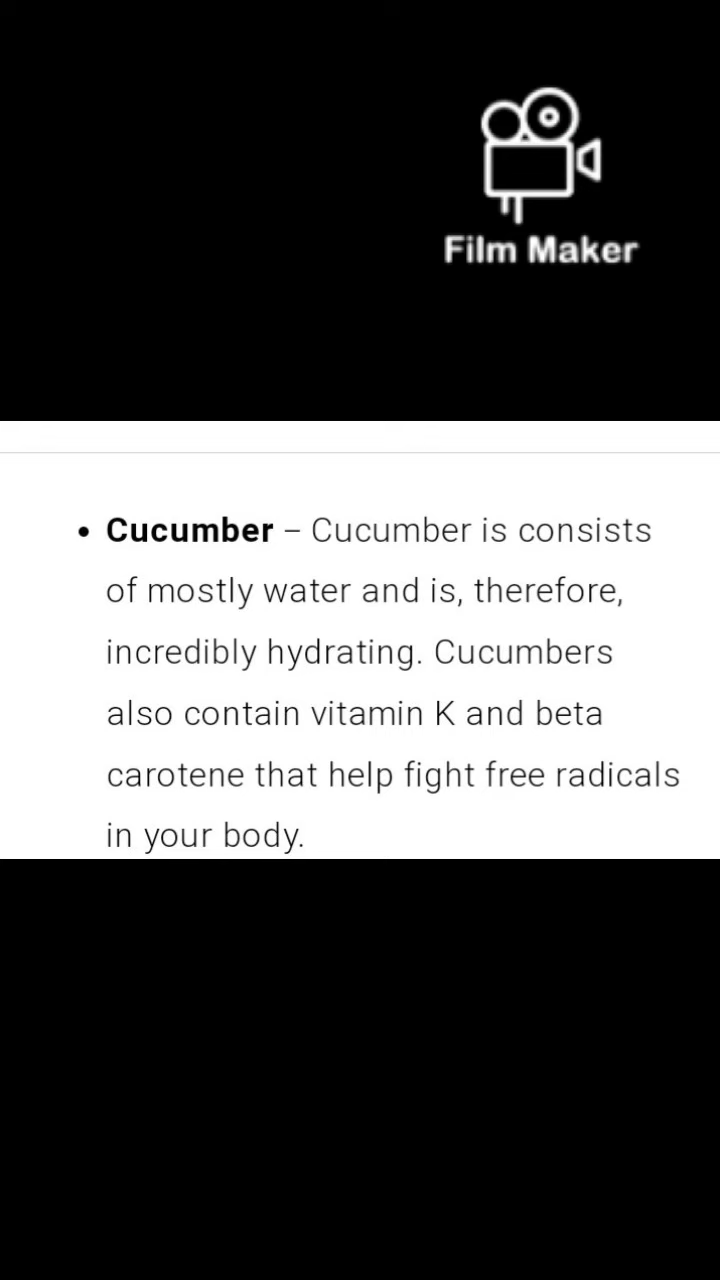 Film Maker
• Cucumber – Cucumber is consists
of mostly water and is, therefore,
incredibly hydrating. Cucumbers
also contain vitamin K and beta
carotene that help fight free radicals
in your body.